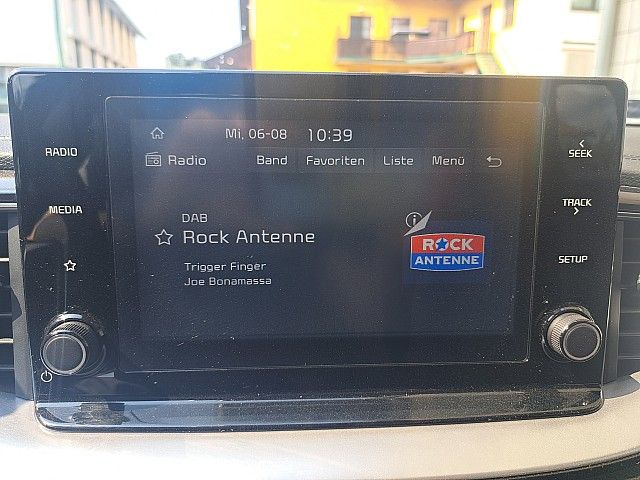 Mi, 06-08 10:39
RADIO
Radio Band Favoriten Liste Menü
SEEK
MEDIA
TRACK
DAB
Rock Antenne
ROCK
ANTENNE
SETUP
Trigger Finger
Joe Bonamassa